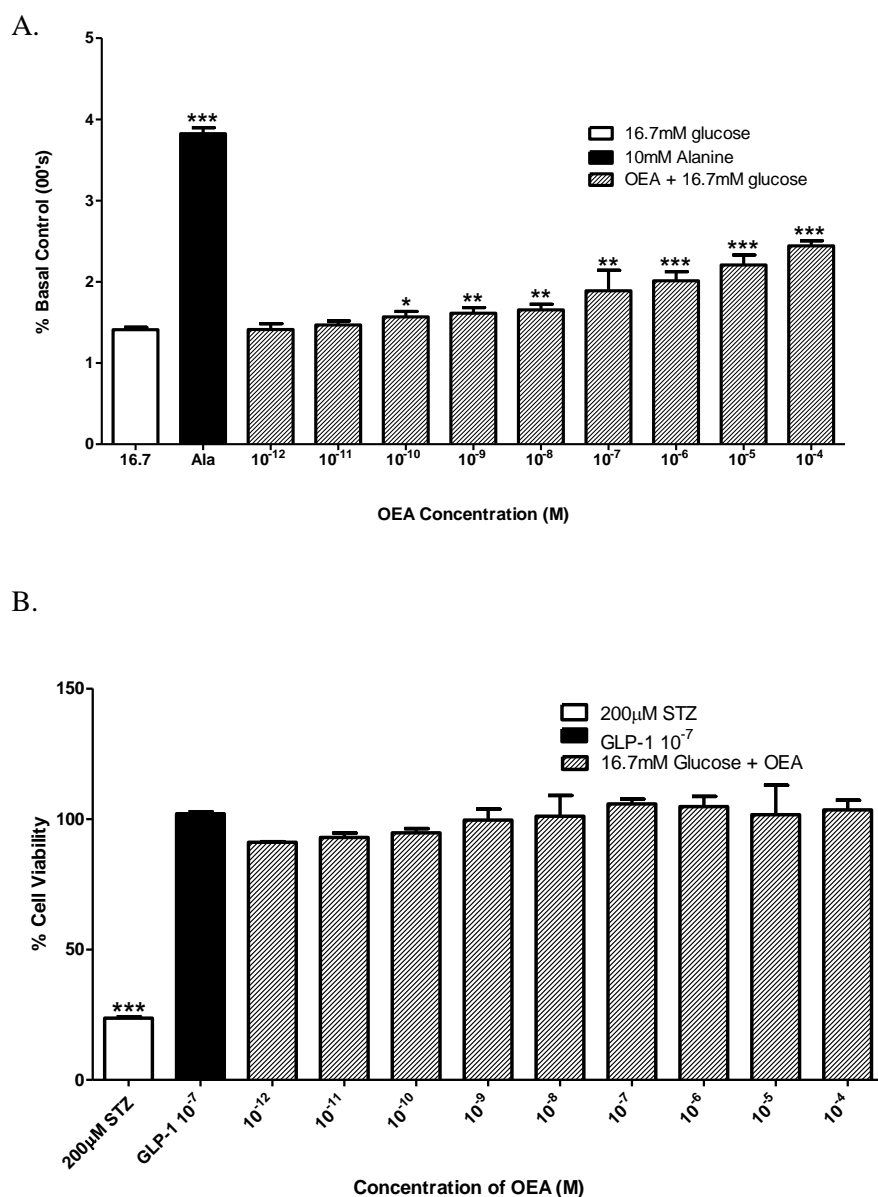 A.
5
4
3
2
1
0
% Basal Control (00's)
***
*
**
**
**
***
***
***
16.7mM glucose
10mM Alanine
OEA + 16.7mM glucose
16.7 Ala 10⁻¹² 10⁻¹¹ 10⁻¹⁰ 10⁻⁹ 10⁻⁸ 10⁻⁷ 10⁻⁶ 10⁻⁵ 10⁻⁴
OEA Concentration (M)
B.
150
100
50
0
% Cell Viability
***
200µM STZ
GLP-1 10⁻⁷
16.7mM Glucose + OEA
200µM STZ GLP-1 10⁻⁷ 10⁻¹² 10⁻¹¹ 10⁻¹⁰ 10⁻⁹ 10⁻⁸ 10⁻⁷ 10⁻⁶ 10⁻⁵ 10⁻⁴
Concentration of OEA (M)